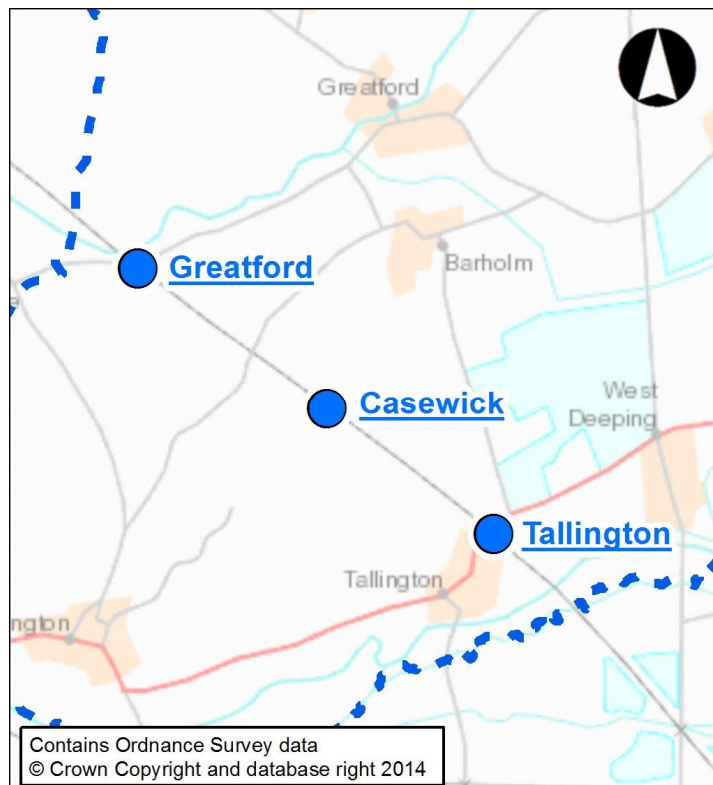 Greatford
Greatford
Barholm
Casewick
West
Deeping
Tallington
Tallington
Contains Ordnance Survey data
© Crown Copyright and database right 2014